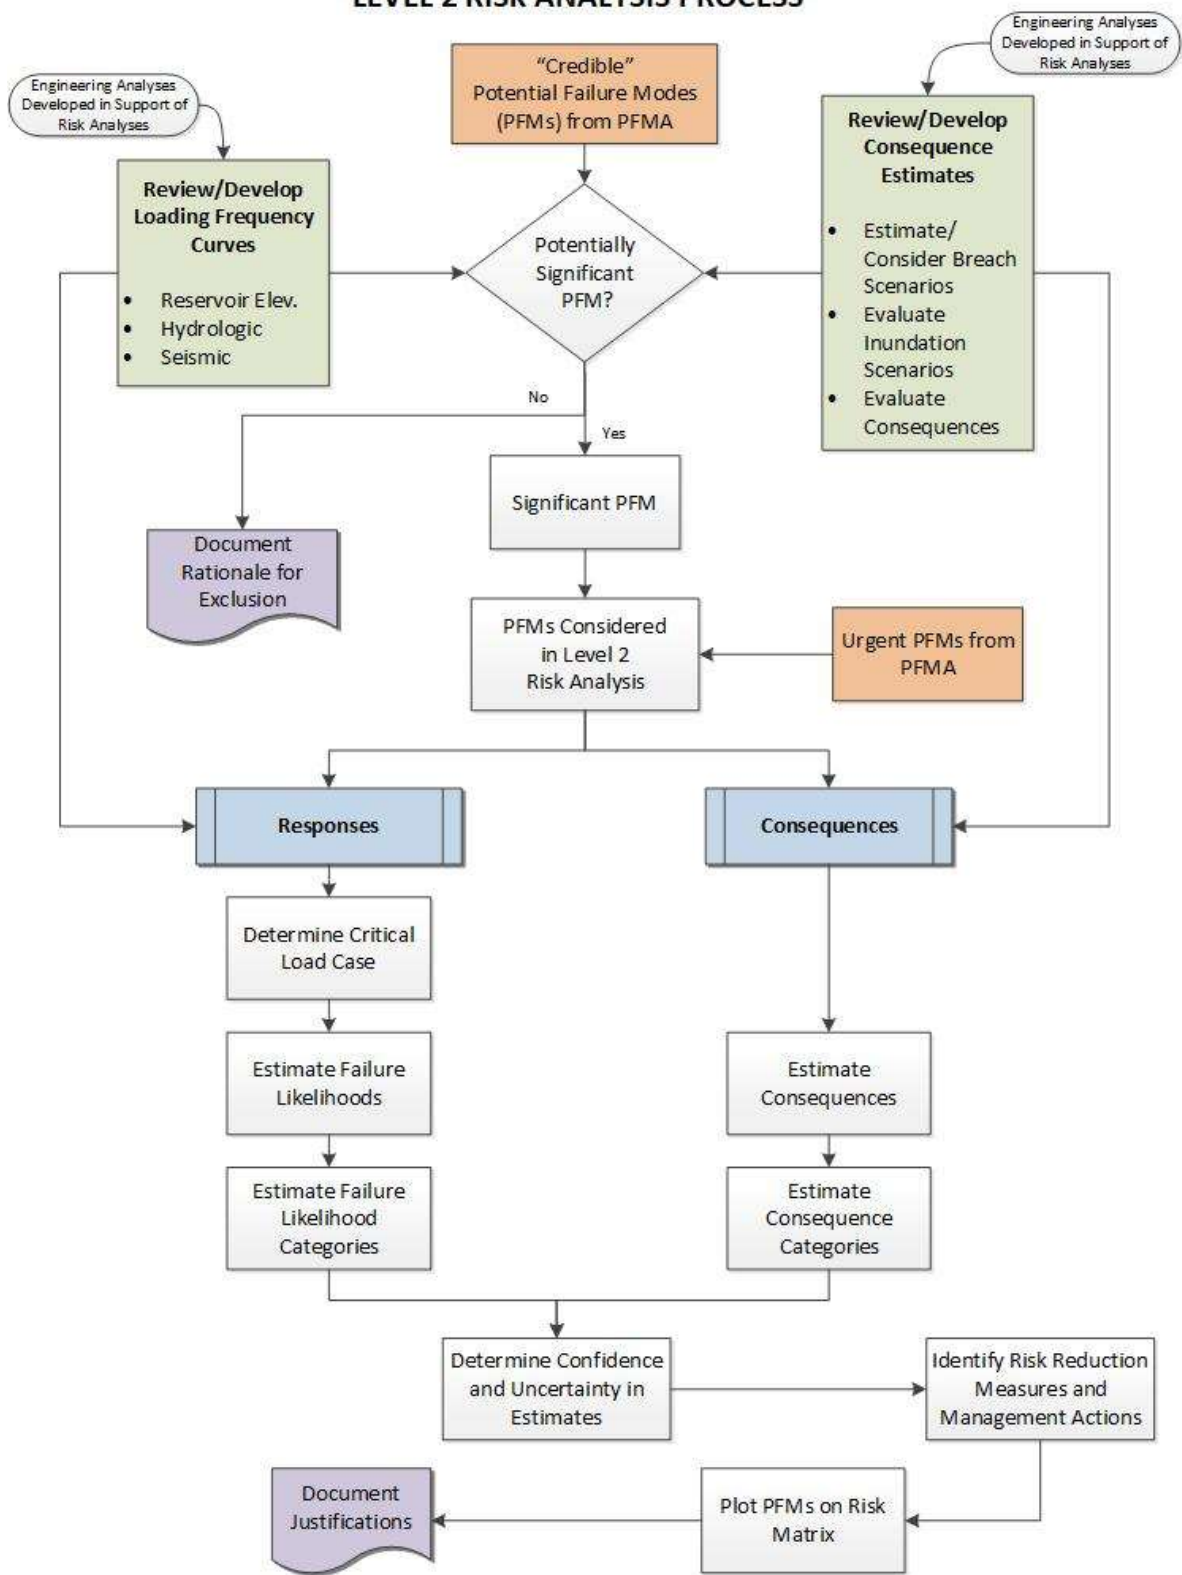 LEVEL 2 RISK ANALYSIS PROCESS
Engineering Analyses
Developed in Support of
Risk Analyses
"Credible"
Potential Failure Modes
(PFMs) from PFMA
Engineering Analyses
Developed in Support of
Risk Analyses
Review/Develop
Loading Frequency
Curves
• Reservoir Elev.
• Hydrologic
• Seismic
Potentially
Significant
PFM?
Review/Develop
Consequence
Estimates
• Estimate/
Consider Breach
Scenarios
• Evaluate
Inundation
Scenarios
• Evaluate
Consequences
No
Yes
Document
Rationale for
Exclusion
Significant PFM
PFMs Considered
in Level 2
Risk Analysis
Urgent PFMs from
PFMA
Responses
Consequences
Determine Critical
Load Case
Estimate Failure
Likelihoods
Estimate
Consequences
Estimate Failure
Likelihood
Categories
Estimate
Consequence
Categories
Determine Confidence
and Uncertainty in
Estimates
Identify Risk Reduction
Measures and
Management Actions
Document
Justifications
Plot PFMs on Risk
Matrix